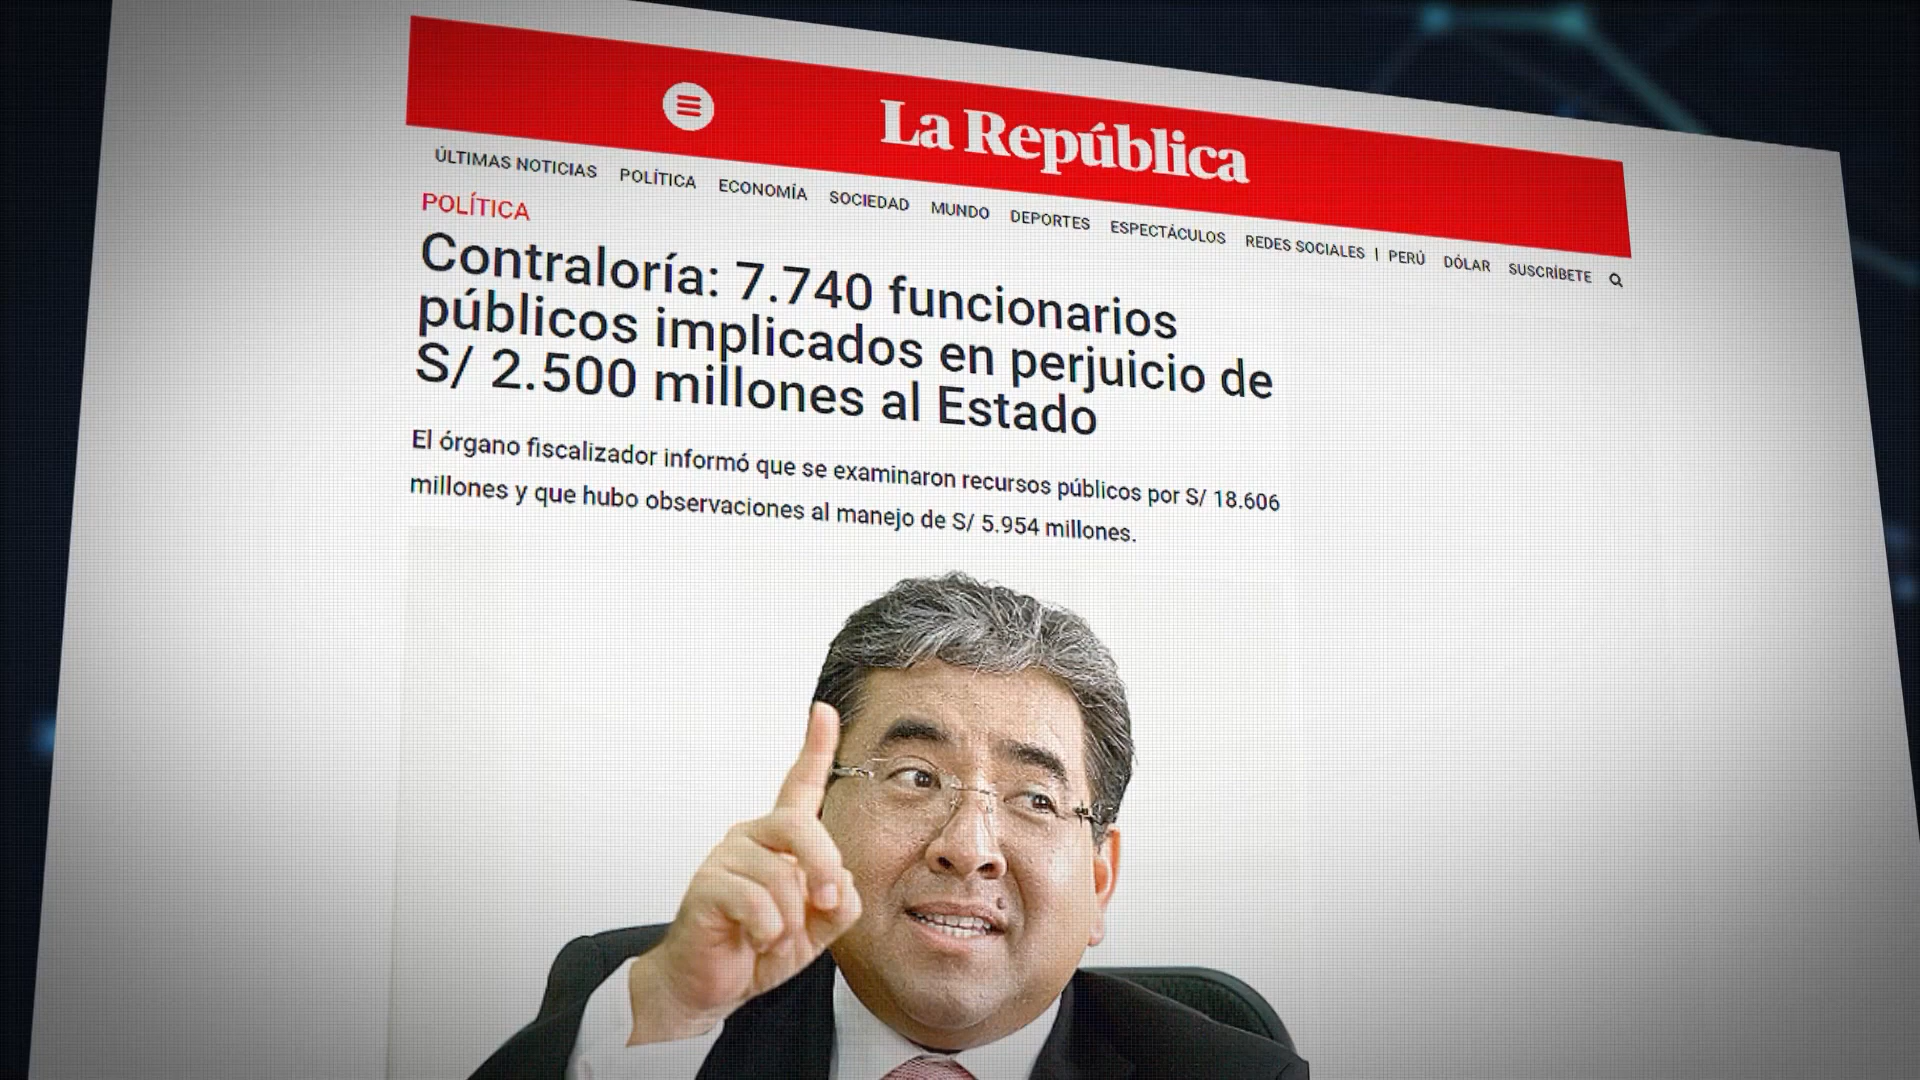 La República
ÚLTIMAS NOTICIAS POLÍTICA ECONOMÍA SOCIEDAD MUNDO DEPORTES ESPECTÁCULOS REDES SOCIALES | PERÚ DÓLAR SUSCRÍBETE
POLÍTICA
Contraloría: 7.740 funcionarios
públicos implicados en perjuicio de
S/ 2.500 millones al Estado
El órgano fiscalizador informó que se examinaron recursos públicos por S/ 18.606
millones y que hubo observaciones al manejo de S/ 5.954 millones.